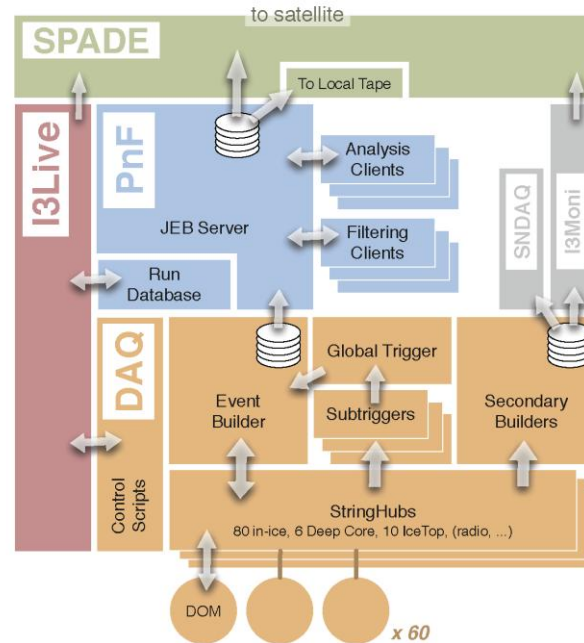 to satellite
SPADE
To Local Tape
I3Live
PnF
JEB Server
Analysis
Clients
Filtering
Clients
SNDAQ
I3Moni
Run
Database
DAQ
Control
Scripts
Event
Builder
Global Trigger
Subtriggers
Secondary
Builders
StringHubs
80 in-ice, 6 Deep Core, 10 IceTop, (radio, ...)
DOM
x 60